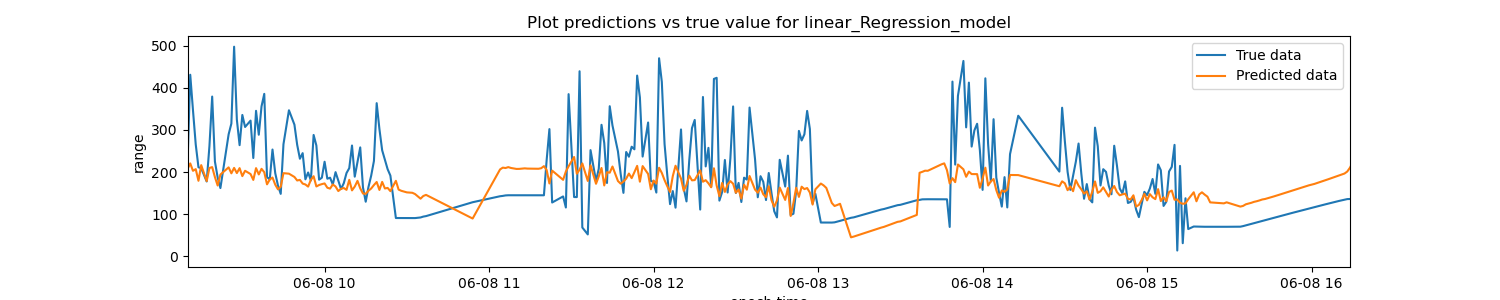 Plot predictions vs true value for linear_Regression_model
500
400
300
200
100
0
range
True data
Predicted data
06-08 10
06-08 11
06-08 12
06-08 13
06-08 14
06-08 15
06-08 16
epoch time